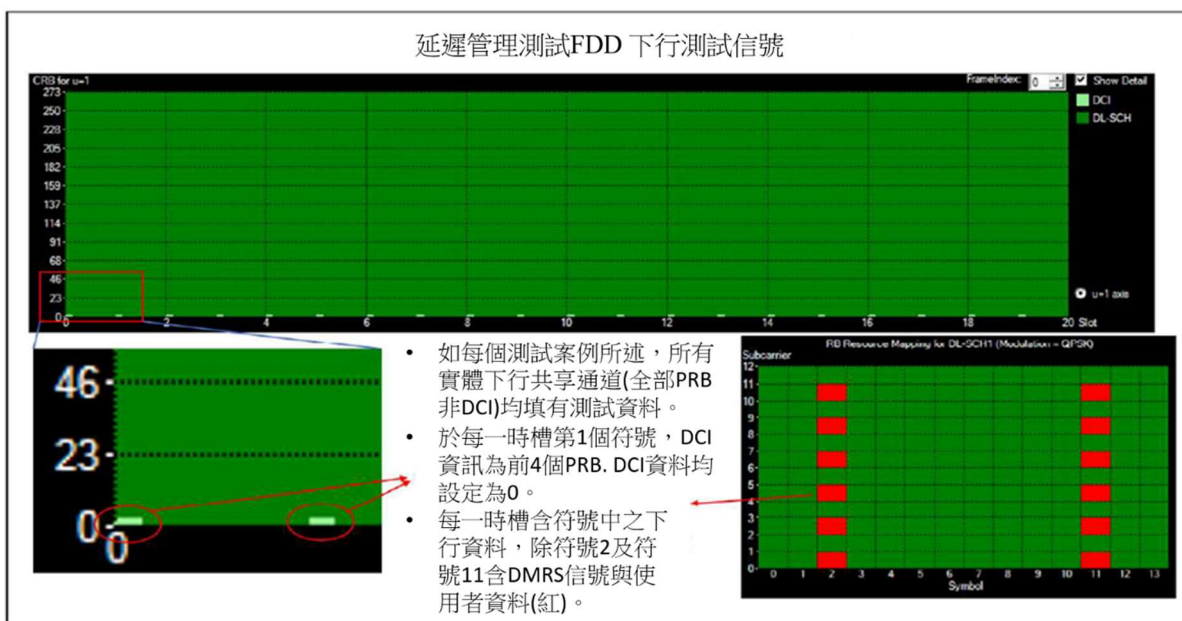 延遲管理測試FDD 下行測試信號
CRB for u=1
FrameIndex: 0
Show Detail
DCI
DL-SCH
273
250
228
205
182
159
137
114
91
68
46
23
0
u=1 axis
0 2 4 6 8 10 12 14 16 18 20 Slot
46
23
0
0
• 如每個測試案例所述，所有
實體下行共享通道(全部PRB
非DCI)均填有測試資料。
• 於每一時槽第1個符號，DCI
資訊為前4個PRB. DCI資料均
設定為0。
• 每一時槽含符號中之下
行資料，除符號2及符
號11含DMRS信號與使
用者資料(紅)。
RB Resource Mapping for DL-SCH1 (Modulation = QPSK)
Subcarrier
12
11
10
9
8
7
6
5
4
3
2
1
0
0 1 2 3 4 5 6 7 8 9 10 11 12 13
Symbol